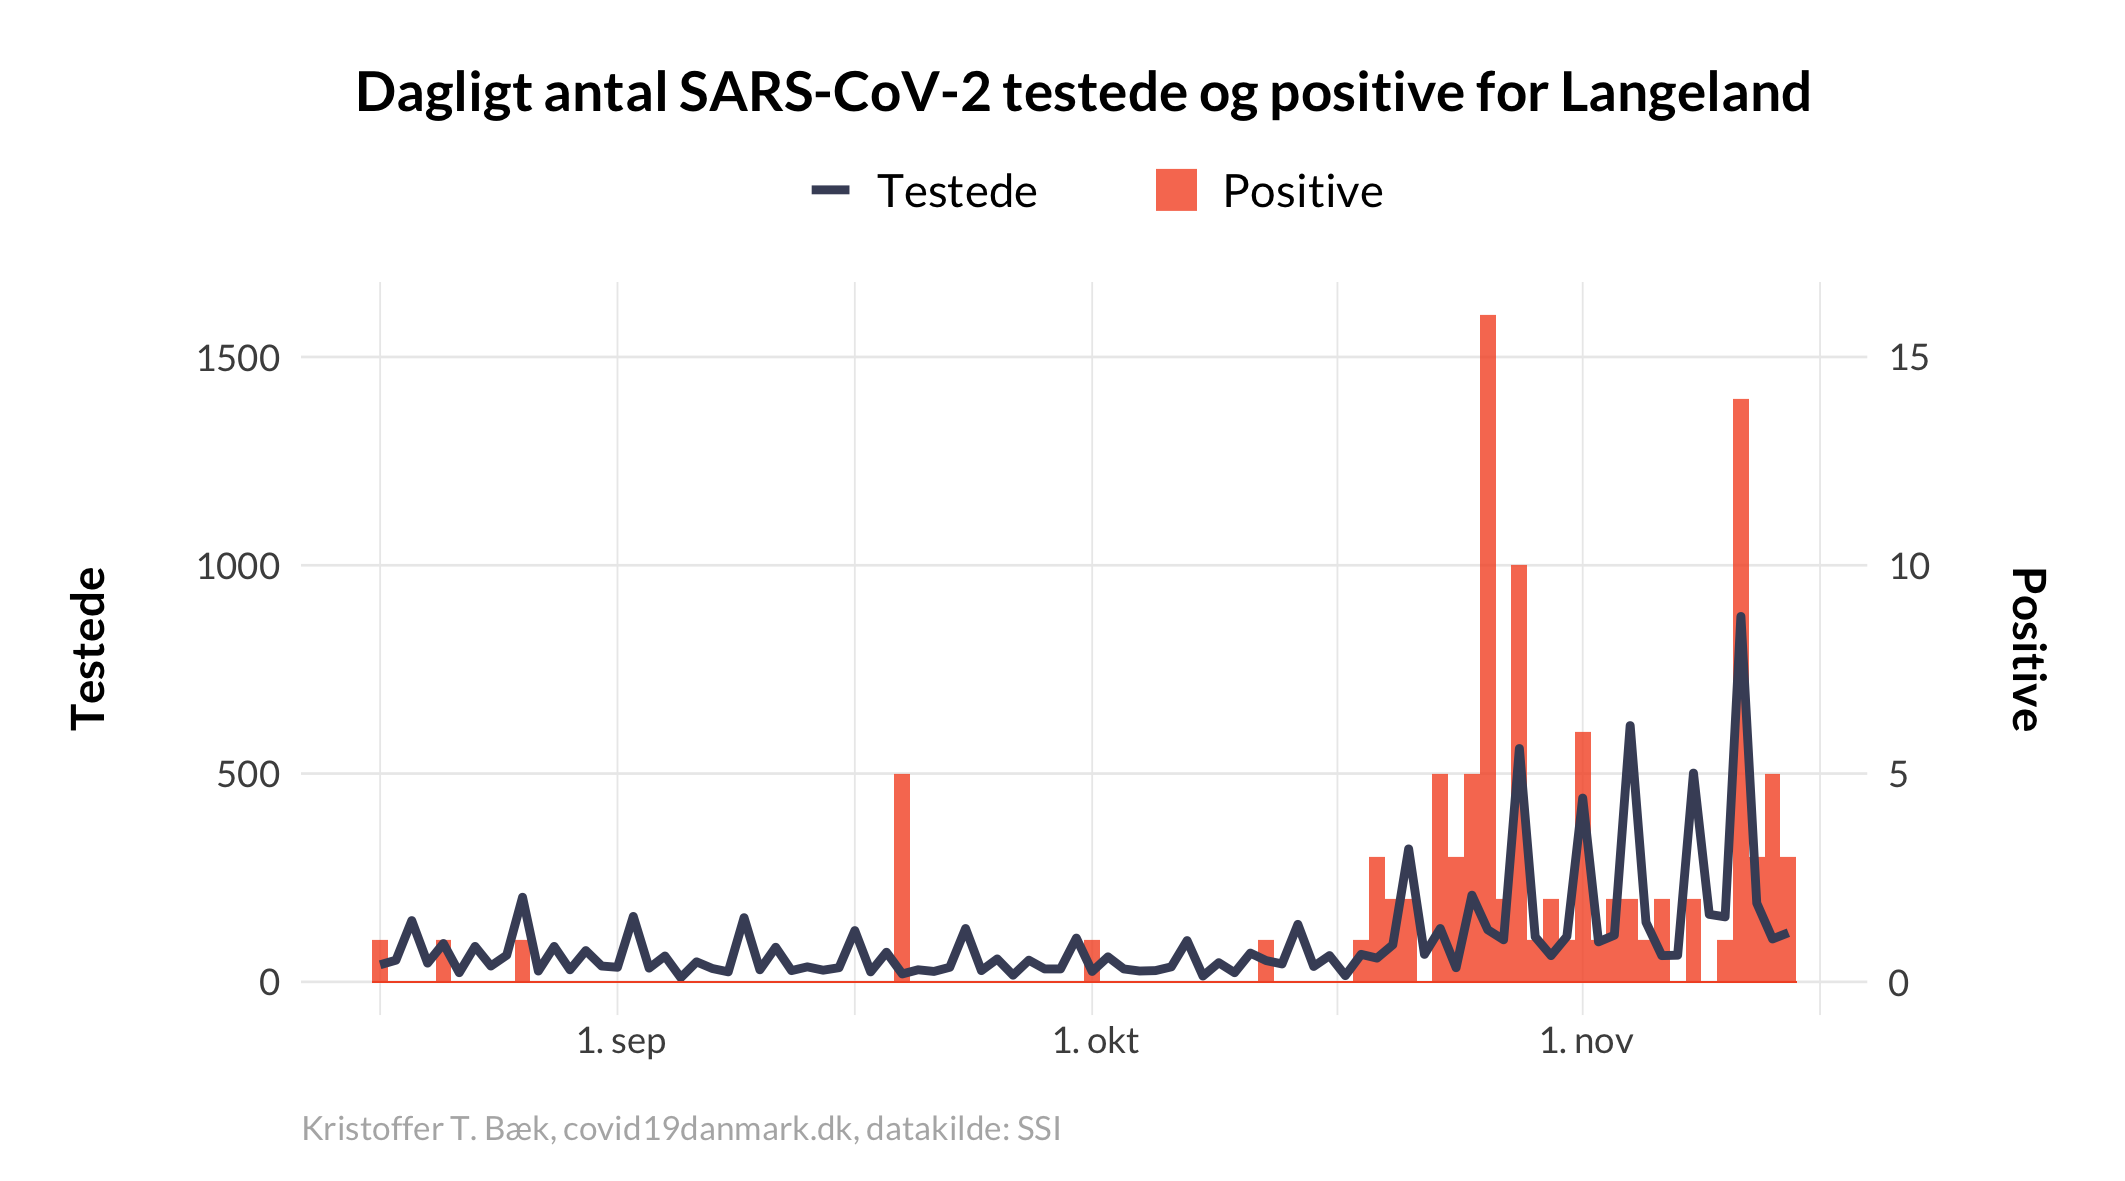 Dagligt antal SARS-CoV-2 testede og positive for Langeland
Testede
Positive
1500
1000
500
0
15
10
5
0
Testede
Positive
1. sep
1. okt
1. nov
Kristoffer T. Bæk, covid19danmark.dk, datakilde: SSI